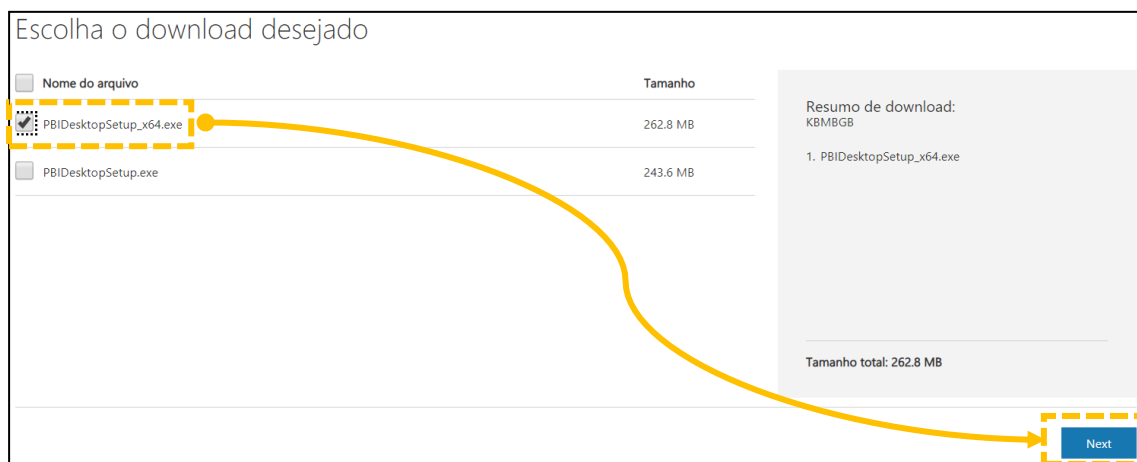 Escolha o download desejado
Nome do arquivo Tamanho
PBIDesktopSetup_x64.exe 262.8 MB
PBIDesktopSetup.exe 243.6 MB
Resumo de download:
KBMBGB
1. PBIDesktopSetup_x64.exe
Tamanho total: 262.8 MB
Next